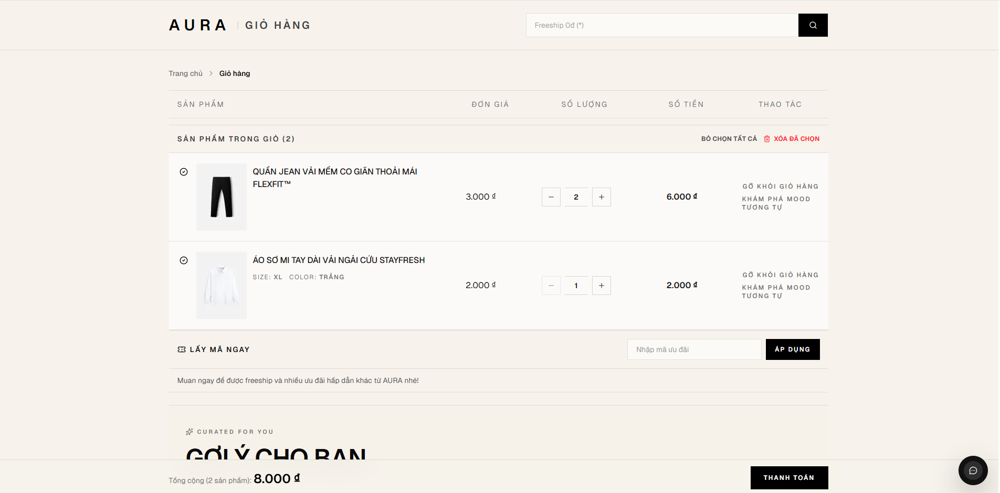 AURA | GIỎ HÀNG
Freeship 0đ (*)
Trang chủ > Giỏ hàng
SẢN PHẨM ĐƠN GIÁ SỐ LƯỢNG SỐ TIỀN THAO TÁC
SẢN PHẨM TRONG GIỎ (2) BỎ CHỌN TẤT CẢ XÓA ĐÃ CHỌN
QUẦN JEAN VẢI MỀM CO GIÃN THOẢI MÁI
FLEXFIT™
3.000 ₫ − 2 + 6.000 ₫
GỠ KHỎI GIỎ HÀNG
KHÁM PHÁ MOOD
TƯƠNG TỰ
ÁO SƠ MI TAY DÀI VẢI NGẢI CỨU STAYFRESH
SIZE: XL COLOR: TRẮNG
2.000 ₫ − 1 + 2.000 ₫
GỠ KHỎI GIỎ HÀNG
KHÁM PHÁ MOOD
TƯƠNG TỰ
LẤY MÃ NGAY Nhập mã ưu đãi ÁP DỤNG
Muan ngay để được freeship và nhiều ưu đãi hấp dẫn khác từ AURA nhé!
CURATED FOR YOU
GỢI Ý CHO BẠN
Tổng cộng (2 sản phẩm): 8.000 ₫ THANH TOÁN